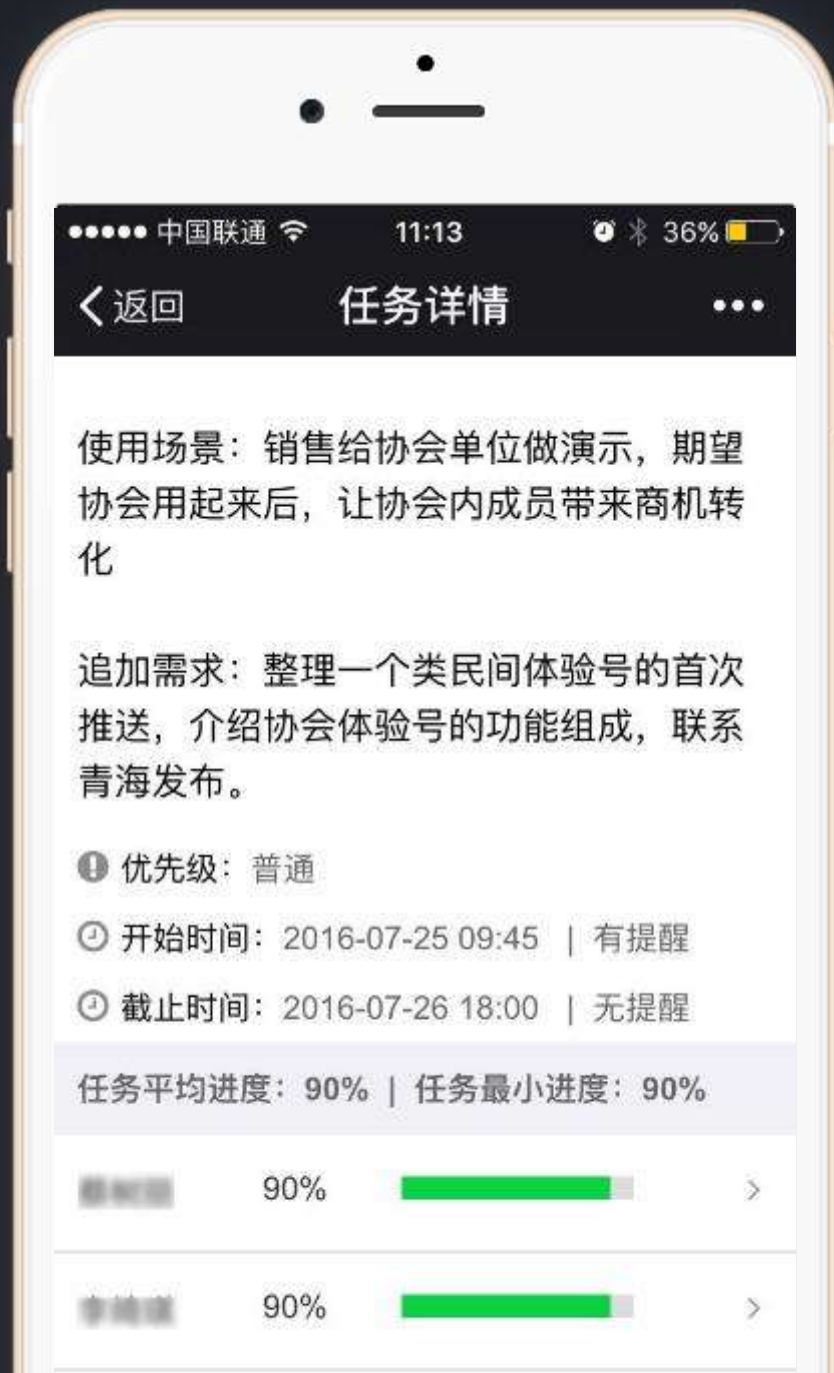 中国联通 11:13 36%
返回 任务详情
使用场景：销售给协会单位做演示，期望
协会用起来后，让协会内成员带来商机转
化
追加需求：整理一个类民间体验号的首次
推送，介绍协会体验号的功能组成，联系
青海发布。
优先级：普通
开始时间：2016-07-25 09:45 | 有提醒
截止时间：2016-07-26 18:00 | 无提醒
任务平均进度：90% | 任务最小进度：90%
90%
90%